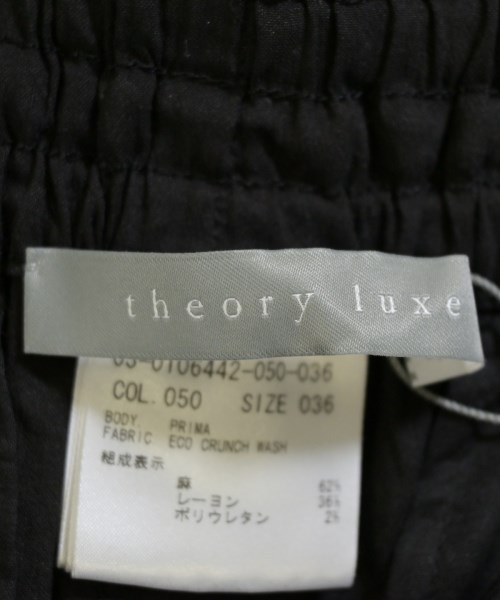 theory luxe
03-0106442-050-036
COL. 050 SIZE 036
BODY. PRIMA
FABRIC ECO CRUNCH WASH
組成表示
麻 62%
レーヨン 36%
ポリウレタン 2%